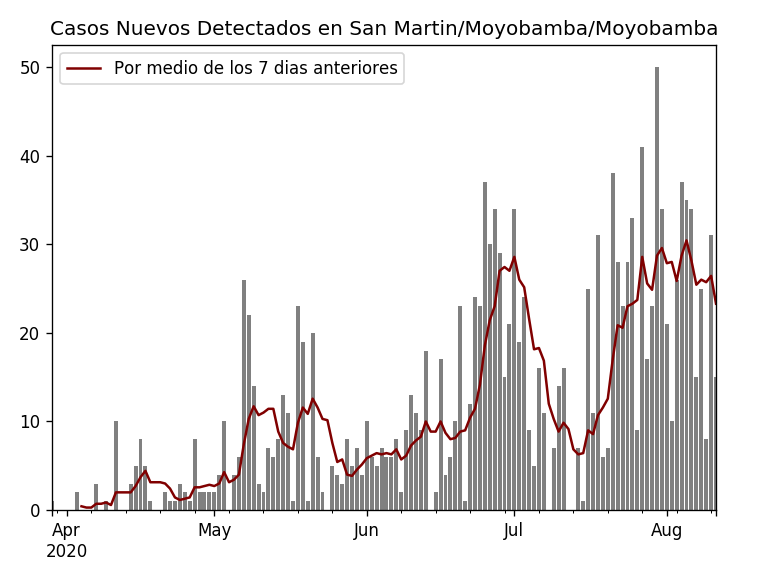 Casos Nuevos Detectados en San Martin/Moyobamba/Moyobamba
Por medio de los 7 dias anteriores
50
40
30
20
10
0
Apr May Jun Jul Aug
2020